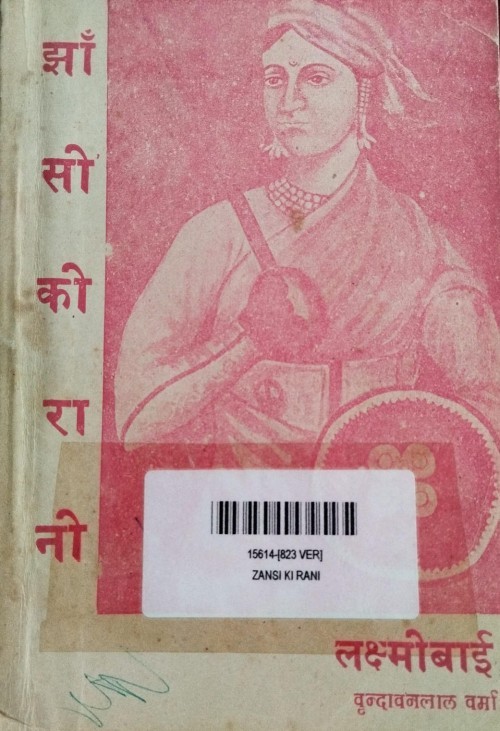 झाँ
सी
की
रा
नी
15614-[823 VER]
ZANSI KI RANI
लक्ष्मीबाई
वृन्दावनलाल वर्मा